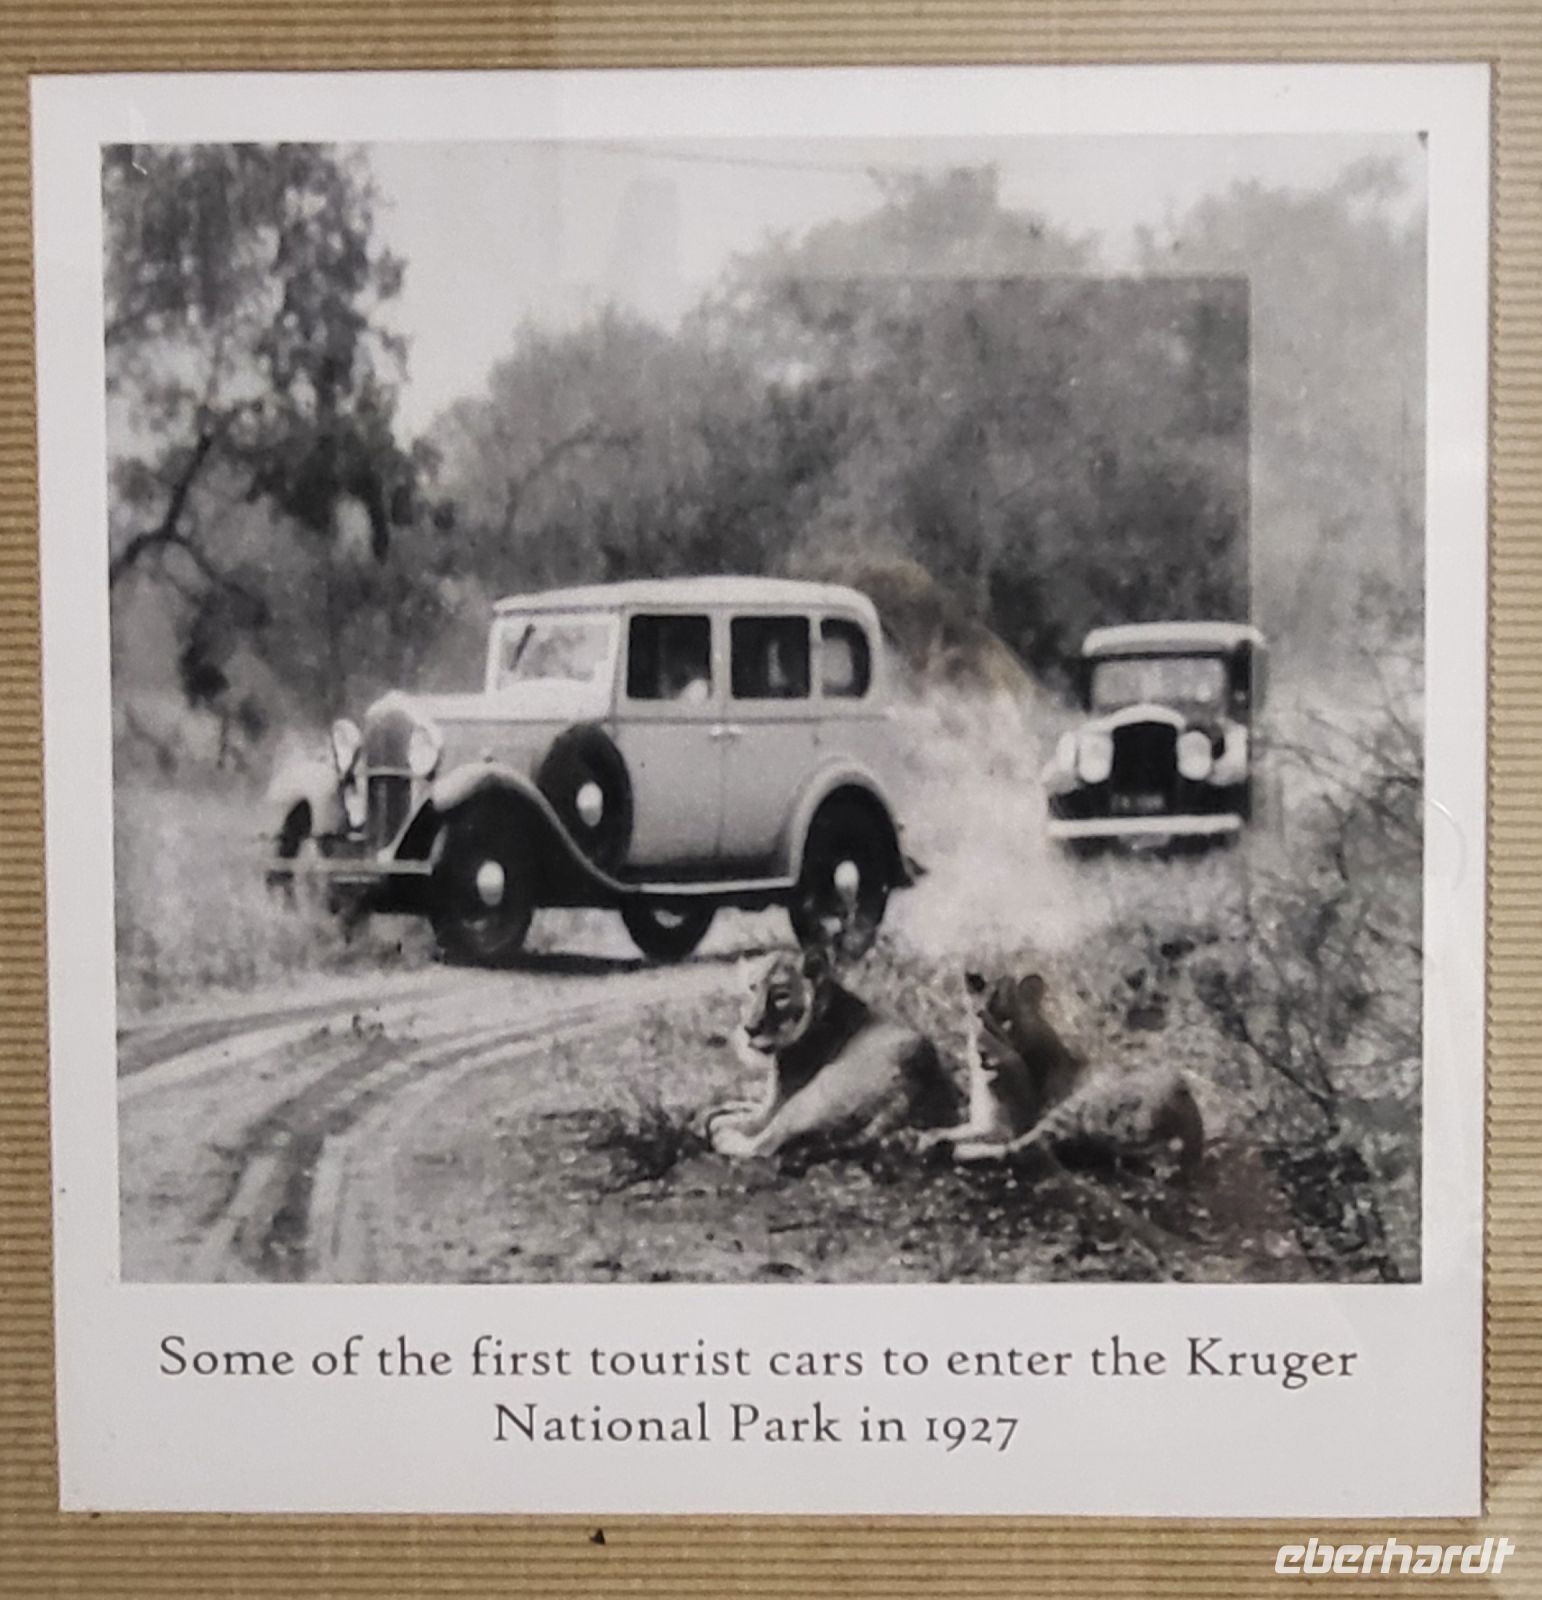 Some of the first tourist cars to enter the Kruger
National Park in 1927
eberhardt